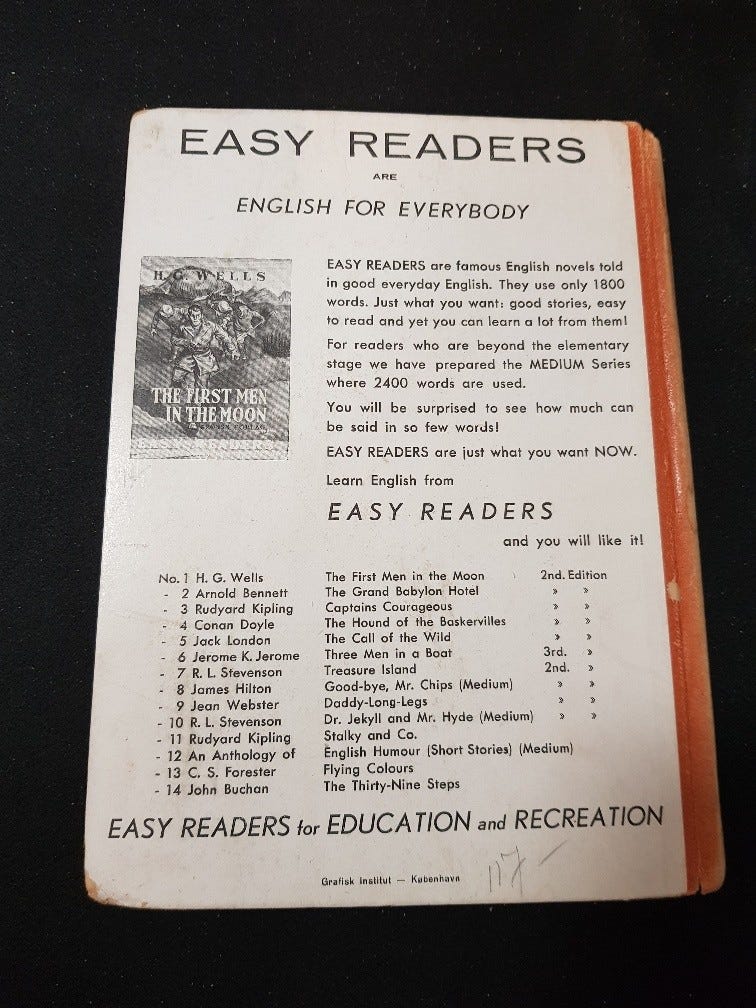 EASY READERS
ARE
ENGLISH FOR EVERYBODY
H. G. WELLS
THE FIRST MEN
IN THE MOON
EASY READERS are famous English novels told
in good everyday English. They use only 1800
words. Just what you want: good stories, easy
to read and yet you can learn a lot from them!
For readers who are beyond the elementary
stage we have prepared the MEDIUM Series
where 2400 words are used.
You will be surprised to see how much can
be said in so few words!
EASY READERS are just what you want NOW.
Learn English from
EASY READERS
and you will like it!
No. 1 H. G. Wells The First Men in the Moon 2nd. Edition
- 2 Arnold Bennett The Grand Babylon Hotel » »
- 3 Rudyard Kipling Captains Courageous » »
- 4 Conan Doyle The Hound of the Baskervilles » »
- 5 Jack London The Call of the Wild » »
- 6 Jerome K. Jerome Three Men in a Boat 3rd. »
- 7 R. L. Stevenson Treasure Island 2nd. »
- 8 James Hilton Good-bye, Mr. Chips (Medium) » »
- 9 Jean Webster Daddy-Long-Legs » »
- 10 R. L. Stevenson Dr. Jekyll and Mr. Hyde (Medium) » »
- 11 Rudyard Kipling Stalky and Co.
- 12 An Anthology of English Humour (Short Stories) (Medium)
- 13 C. S. Forester Flying Colours
- 14 John Buchan The Thirty-Nine Steps
EASY READERS for EDUCATION and RECREATION
Grafisk Institut — København
117 -